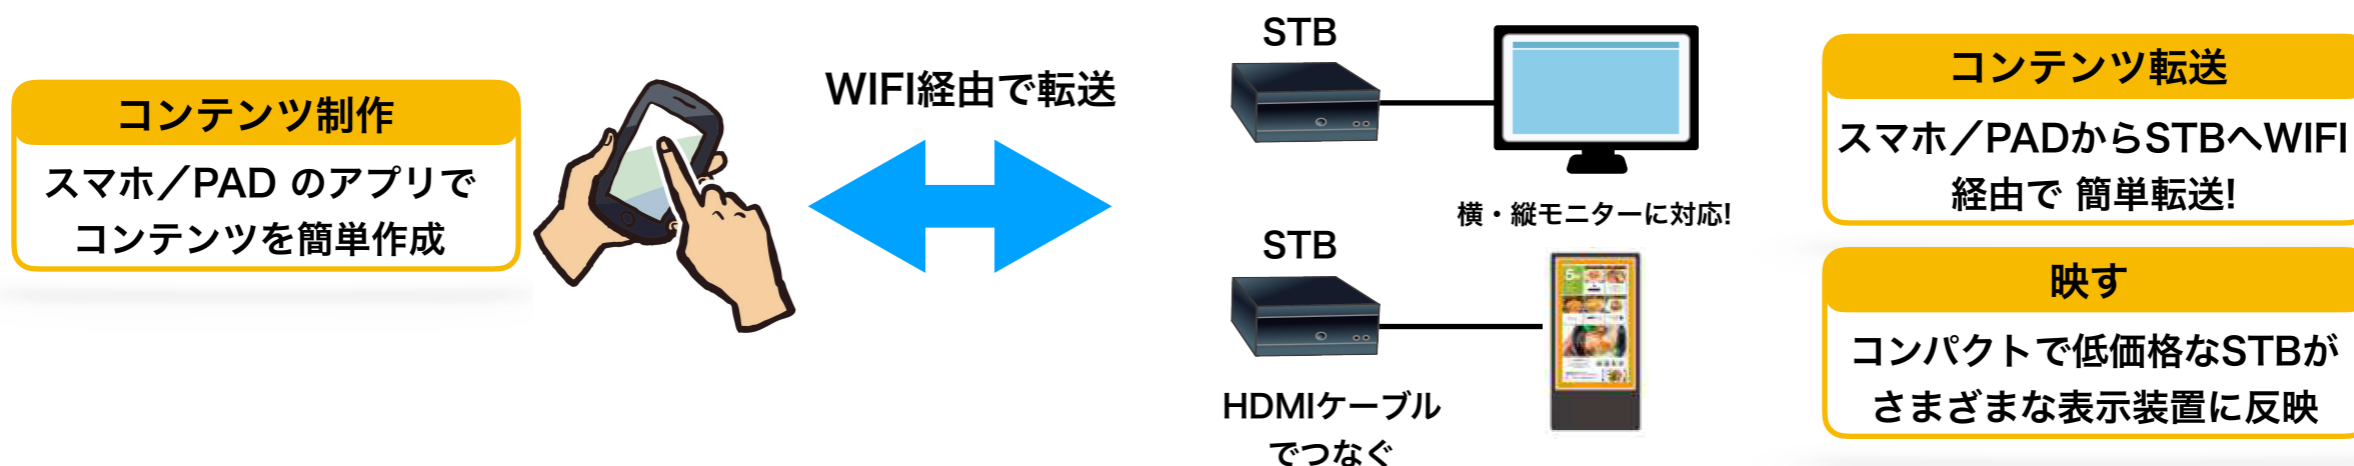 コンテンツ制作
スマホ／PAD のアプリで
コンテンツを簡単作成
WIFI経由で転送
STB
横・縦モニターに対応!
STB
HDMIケーブル
でつなぐ
コンテンツ転送
スマホ／PADからSTBへWIFI
経由で 簡単転送!
映す
コンパクトで低価格なSTBが
さまざまな表示装置に反映